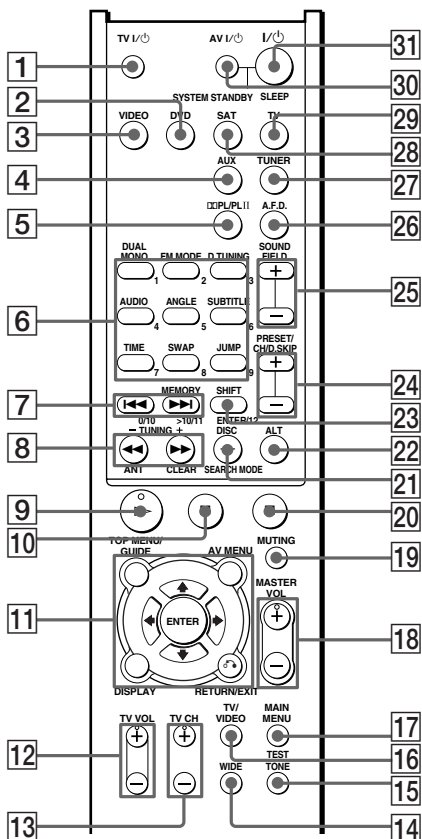 TV I/⏻ AV I/⏻ I/⏻ 31
1 30
2 SYSTEM STANDBY SLEEP
VIDEO DVD SAT TV 29
3 28
AUX TUNER 27
4
□□PL/PLII A.F.D. 26
5
DUAL MONO FM MODE D.TUNING SOUND FIELD
1 2 3 + 25
6 AUDIO ANGLE SUBTITLE −
4 5 6
TIME SWAP JUMP PRESET/CH/D.SKIP
7 8 9 + 24
7 MEMORY SHIFT −
0/10 >10/11 ENTER/12 23
8 − TUNING + DISC ALT 22
ANT CLEAR SEARCH MODE 21
9 10 20
TOP MENU/GUIDE AV MENU MUTING 19
MASTER VOL
11 ENTER + 18
−
DISPLAY RETURN/EXIT
TV VOL TV CH TV/VIDEO MAIN MENU 17
12 + + 16
WIDE TEST TONE 15
− −
13 14